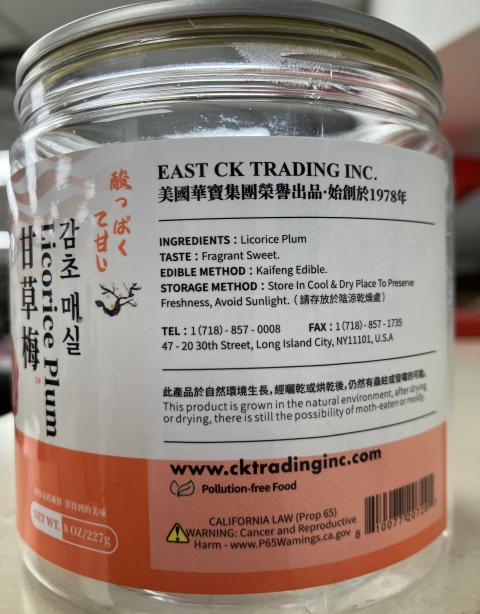 EAST CK TRADING INC.
美國華寶集團榮譽出品·始創於1978年
INGREDIENTS：Licorice Plum
TASTE：Fragrant Sweet.
EDIBLE METHOD：Kaifeng Edible.
STORAGE METHOD：Store In Cool & Dry Place To Preserve
Freshness, Avoid Sunlight.（請存放於陰涼乾燥處）
TEL：1 (718) - 857 - 0008 FAX：1 (718) - 857 - 1735
47 - 20 30th Street, Long Island City, NY11101, U.S.A
此產品於自然環境生長，經曬乾或烘乾後，仍然有蟲蛀或發霉的可能。
This product is grown in the natural environment, after drying
or drying, there is still the possibility of moth-eaten or moldy.
www.cktradinginc.com
Pollution-free Food
CALIFORNIA LAW (Prop 65)
WARNING: Cancer and Reproductive
Harm - www.P65Wamings.ca.gov
酸っぱく
て甘い
감초 매실
Licorice Plum
甘草梅
NET WT. 8 OZ/227g